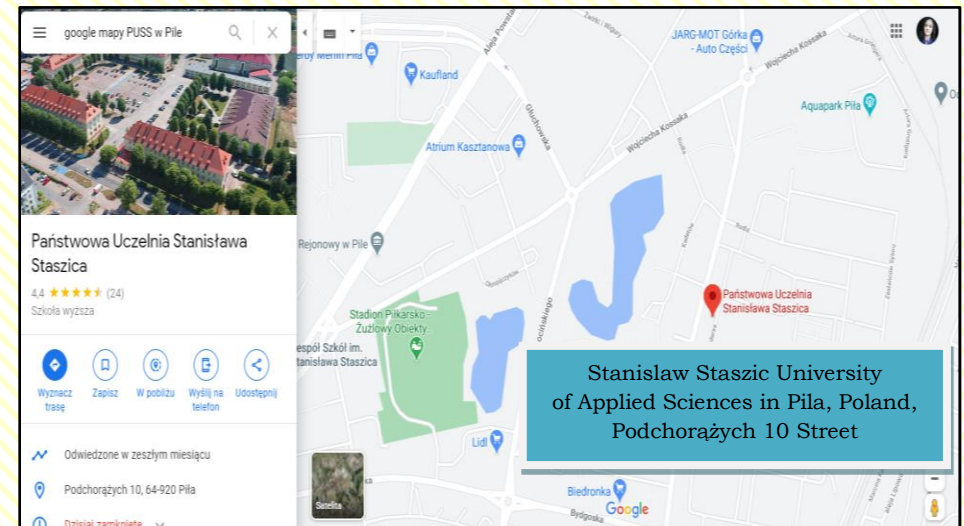 google mapy PUSS w Pile
Państwowa Uczelnia Stanisława
Staszica
4,4 (24)
Szkoła wyższa
Wyznacz
trasę
Zapisz
W pobliżu
Wyślij na
telefon
Udostępnij
Odwiedzone w zeszłym miesiącu
Podchorążych 10, 64-920 Piła
Dzisiaj zamknięte
Kaufland
JARG-MOT Górka
- Auto Części
Wojciecha Kossaka
Aquapark Piła
Atrium Kasztanowa
Głuchowska
Wojciecha Kossaka
Rejonowy w Pile
Stadion Piłkarsko -
Żużlowy Obiekty...
espół Szkół im.
tanisława Staszica
Państwowa Uczelnia
Stanisława Staszica
Stanislaw Staszic University
of Applied Sciences in Pila, Poland,
Podchorążych 10 Street
Lidl
Satelita
Biedronka
Google
Bydgoska